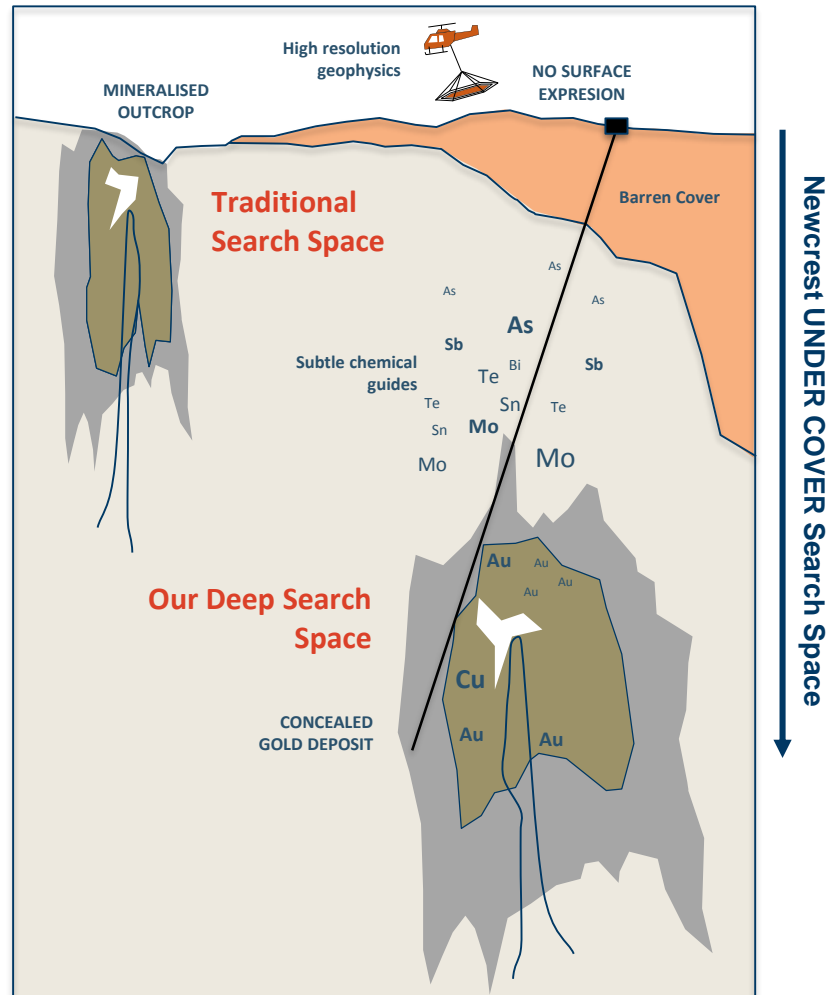 High resolution
geophysics
NO SURFACE
EXPRESION
MINERALISED
OUTCROP
Traditional
Search Space
Barren Cover
As
As
As
As
Sb
Sb
Bi
Subtle chemical
guides
Te
Te
Sn
Te
Sn
Mo
Mo
Mo
Our Deep Search
Space
Au
Au
Au
Au
Cu
Au
Au
CONCEALED
GOLD DEPOSIT
Newcrest UNDER COVER Search Space